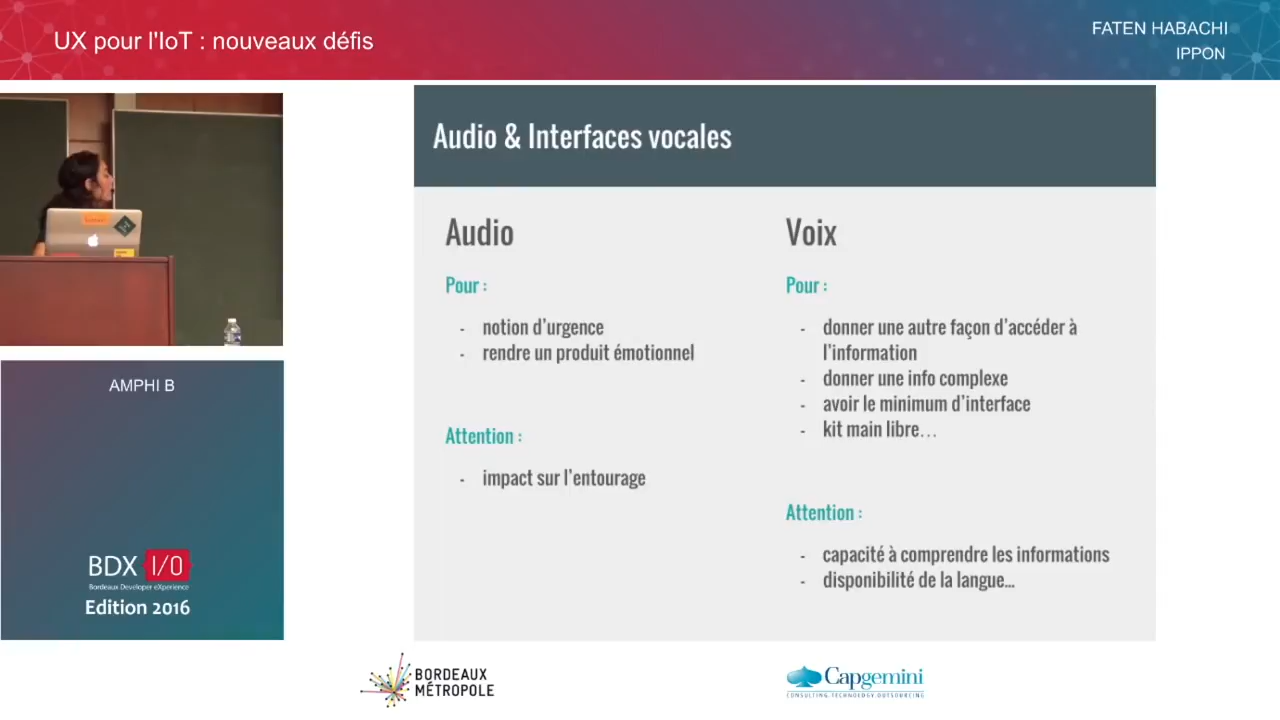 UX pour l'IoT : nouveaux défis
FATEN HABACHI
IPPON
Audio & Interfaces vocales
Audio
Pour :
- notion d'urgence
- rendre un produit émotionnel
Attention :
- impact sur l'entourage
Voix
Pour :
- donner une autre façon d'accéder à
l'information
- donner une info complexe
- avoir le minimum d'interface
- kit main libre...
Attention :
- capacité à comprendre les informations
- disponibilité de la langue...
AMPHI B
BDX I/O
Bordeaux Developer eXperience
Edition 2016
BORDEAUX
MÉTROPOLE
Capgemini
CONSULTING.TECHNOLOGY.OUTSOURCING